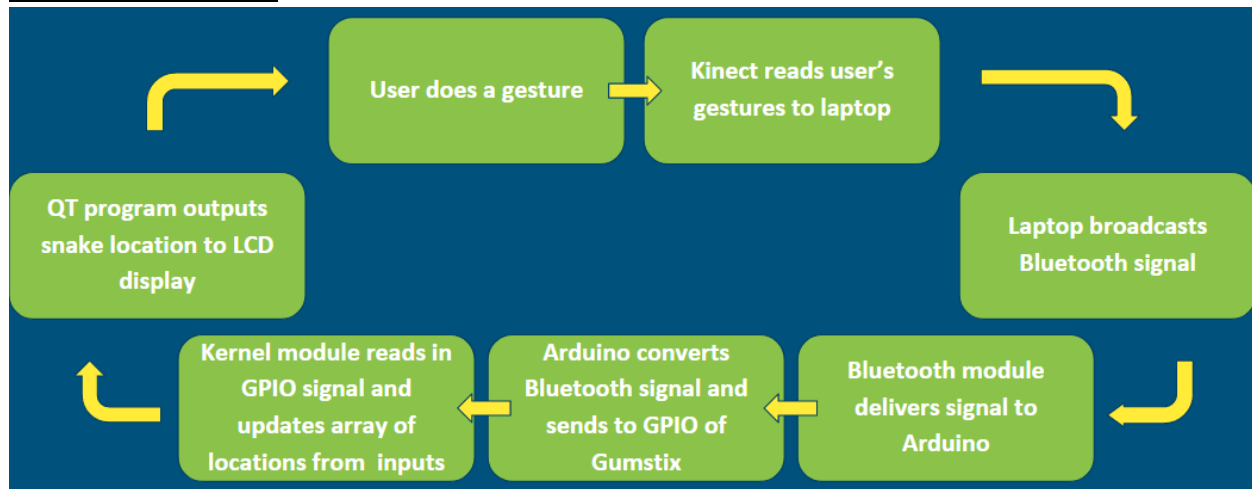 User does a gesture
Kinect reads user's
gestures to laptop
Laptop broadcasts
Bluetooth signal
Bluetooth module
delivers signal to
Arduino
Arduino converts
Bluetooth signal and
sends to GPIO of
Gumstix
Kernel module reads in
GPIO signal and
updates array of
locations from inputs
QT program outputs
snake location to LCD
display